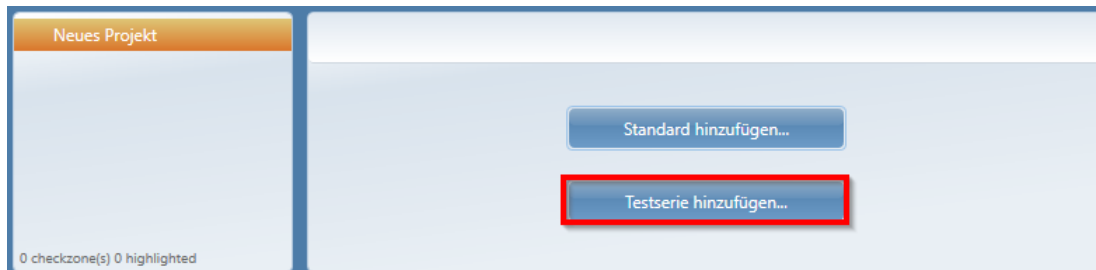 Neues Projekt
Standard hinzufügen...
Testserie hinzufügen...
0 checkzone(s) 0 highlighted